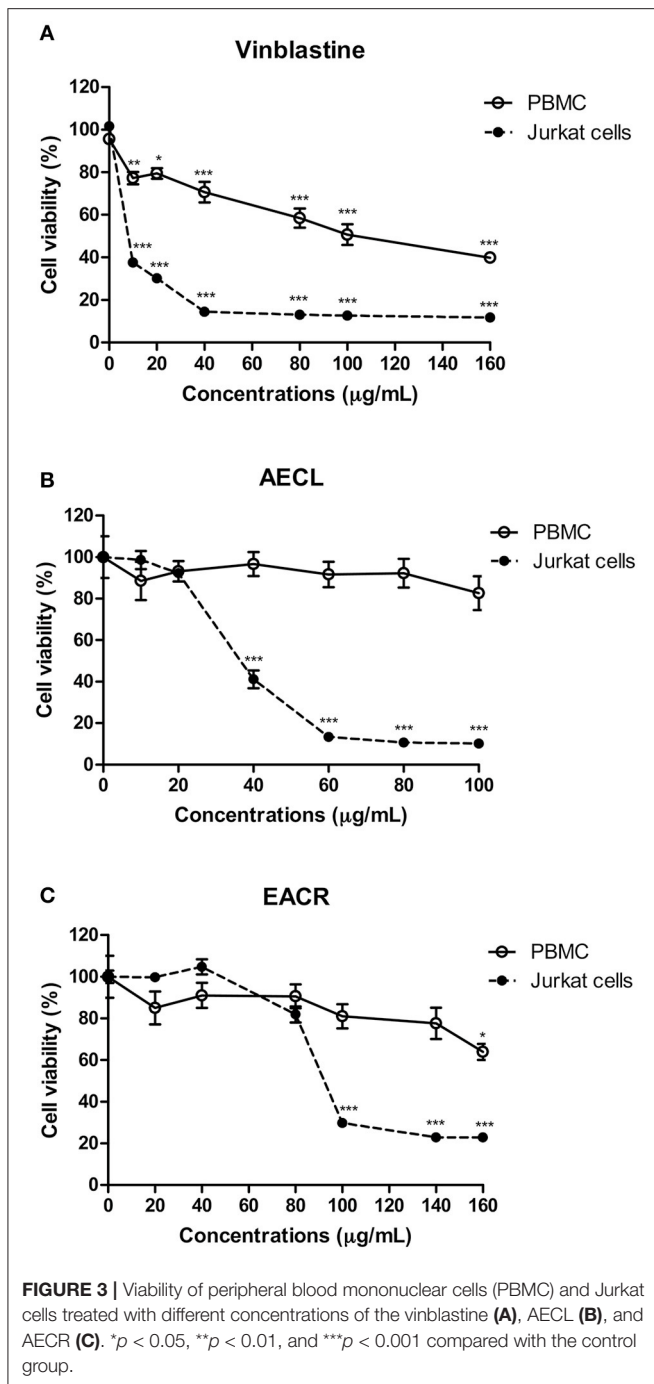 A
Vinblastine
120
100
80
60
40
20
0
Cell viability (%)
PBMC
Jurkat cells
** * *** *** *** ***
*** *** *** *** *** ***
0 20 40 60 80 100 120 140 160
Concentrations (µg/mL)
B
AECL
120
100
80
60
40
20
0
Cell viability (%)
PBMC
Jurkat cells
*** *** *** ***
0 20 40 60 80 100
Concentrations (µg/mL)
C
EACR
120
100
80
60
40
20
0
Cell viability (%)
PBMC
Jurkat cells
*
*** *** ***
0 20 40 60 80 100 120 140 160
Concentrations (µg/mL)
FIGURE 3 | Viability of peripheral blood mononuclear cells (PBMC) and Jurkat
cells treated with different concentrations of the vinblastine (A), AECL (B), and
AECR (C). *p < 0.05, **p < 0.01, and ***p < 0.001 compared with the control
group.